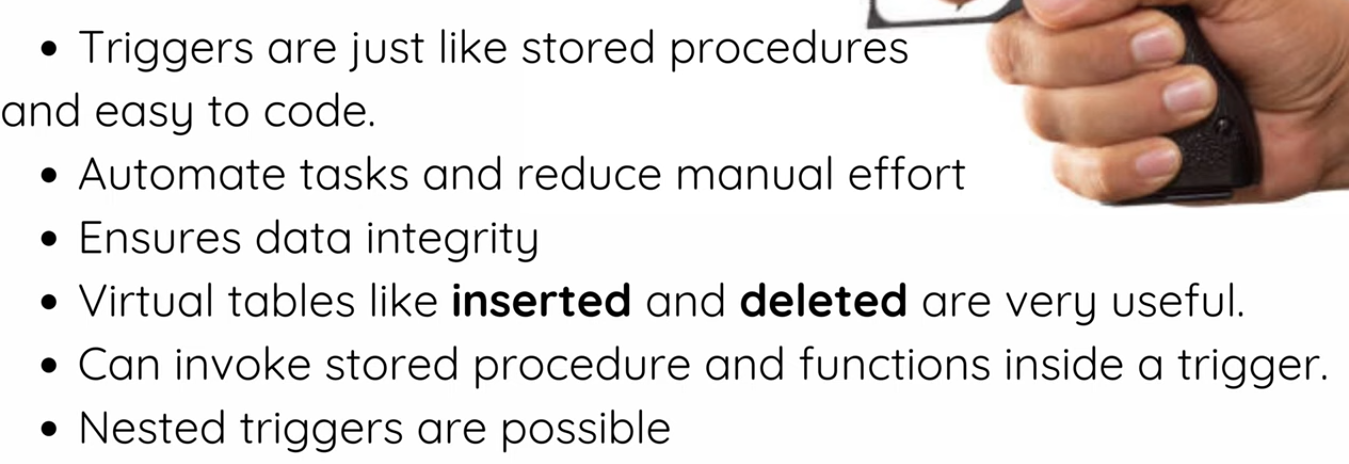 • Triggers are just like stored procedures
and easy to code.
• Automate tasks and reduce manual effort
• Ensures data integrity
• Virtual tables like inserted and deleted are very useful.
• Can invoke stored procedure and functions inside a trigger.
• Nested triggers are possible